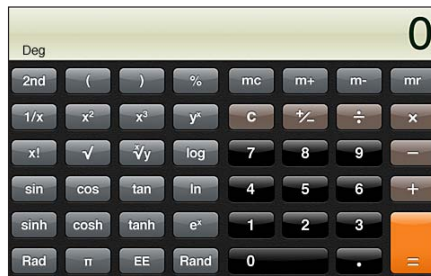 0
Deg
2nd ( ) % mc m+ m- mr
1/x x² x³ yˣ C +/− ÷ ×
x! √ ˣ√y log 7 8 9 −
sin cos tan ln 4 5 6 +
sinh cosh tanh eˣ 1 2 3
Rad π EE Rand 0 . =